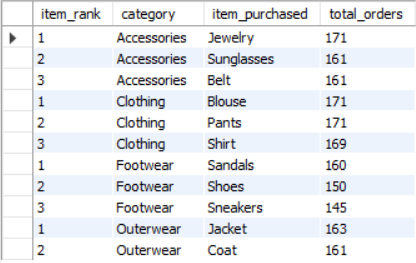 item_rank category item_purchased total_orders
1 Accessories Jewelry 171
2 Accessories Sunglasses 161
3 Accessories Belt 161
1 Clothing Blouse 171
2 Clothing Pants 171
3 Clothing Shirt 169
1 Footwear Sandals 160
2 Footwear Shoes 150
3 Footwear Sneakers 145
1 Outerwear Jacket 163
2 Outerwear Coat 161